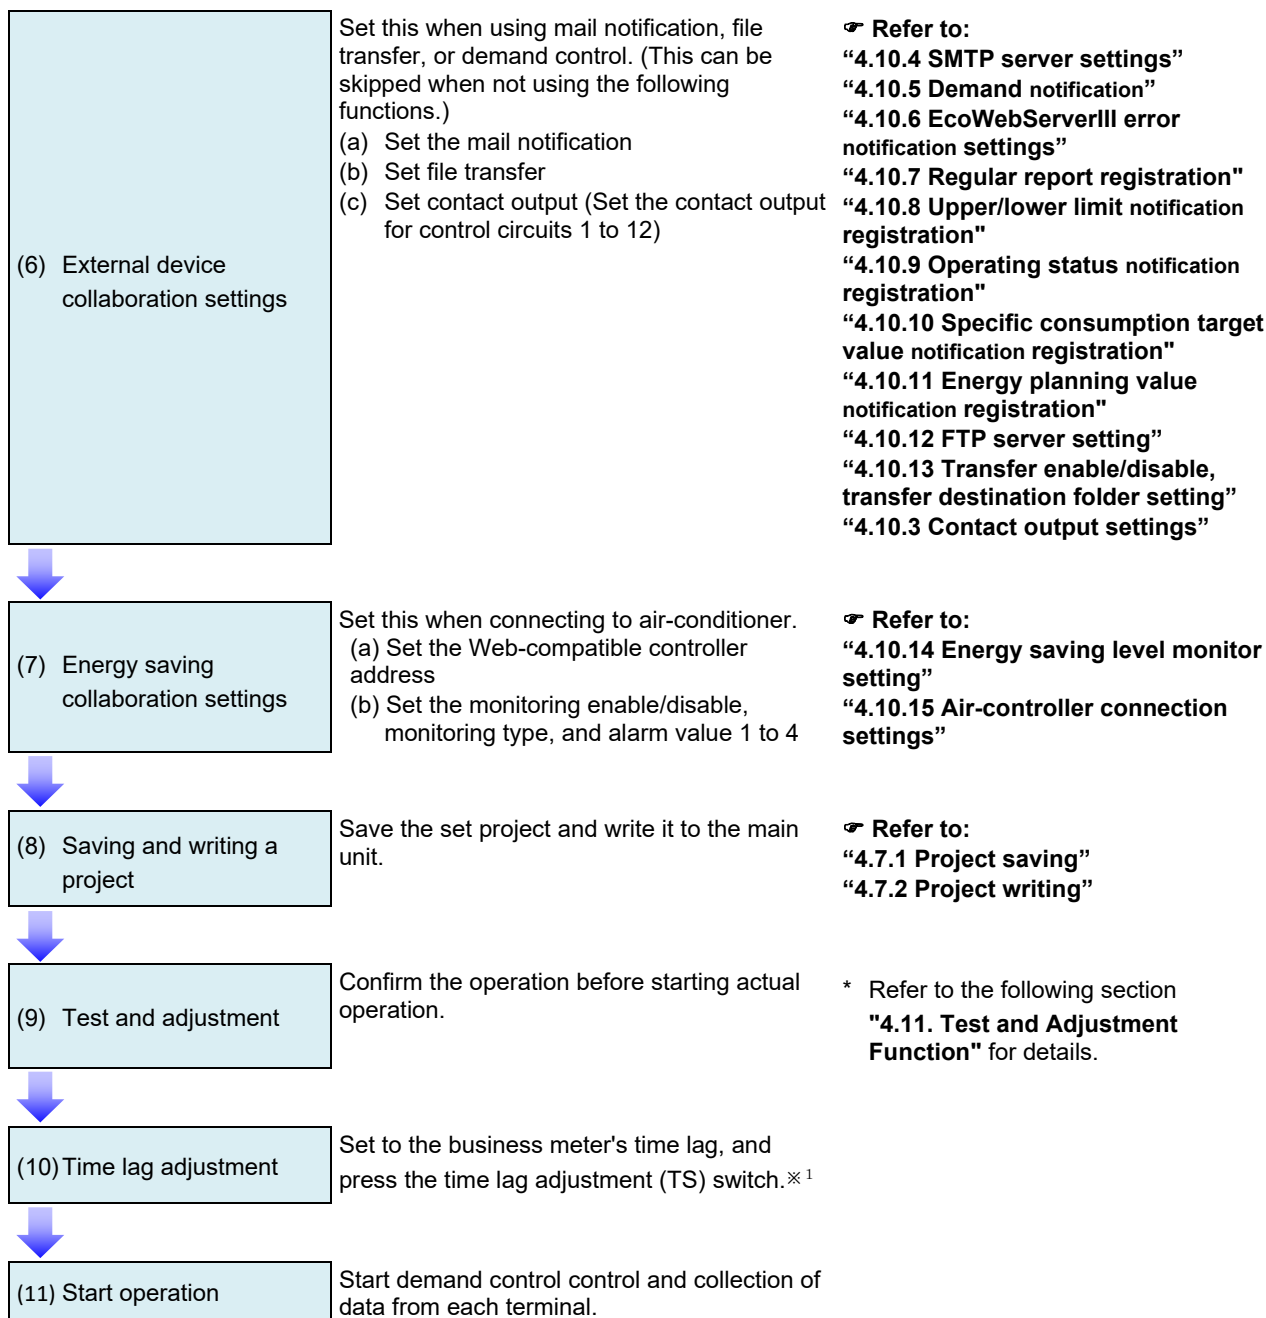 (6) External device
collaboration settings
Set this when using mail notification, file
transfer, or demand control. (This can be
skipped when not using the following
functions.)
(a) Set the mail notification
(b) Set file transfer
(c) Set contact output (Set the contact output
for control circuits 1 to 12)
☞ Refer to:
“4.10.4 SMTP server settings”
“4.10.5 Demand notification”
“4.10.6 EcoWebServerIII error
notification settings”
“4.10.7 Regular report registration"
“4.10.8 Upper/lower limit notification
registration"
“4.10.9 Operating status notification
registration"
“4.10.10 Specific consumption target
value notification registration"
“4.10.11 Energy planning value
notification registration"
“4.10.12 FTP server setting”
“4.10.13 Transfer enable/disable,
transfer destination folder setting”
“4.10.3 Contact output settings”
(7) Energy saving
collaboration settings
Set this when connecting to air-conditioner.
(a) Set the Web-compatible controller
address
(b) Set the monitoring enable/disable,
monitoring type, and alarm value 1 to 4
☞ Refer to:
“4.10.14 Energy saving level monitor
setting”
“4.10.15 Air-controller connection
settings”
(8) Saving and writing a
project
Save the set project and write it to the main
unit.
☞ Refer to:
“4.7.1 Project saving”
“4.7.2 Project writing”
(9) Test and adjustment
Confirm the operation before starting actual
operation.
* Refer to the following section
"4.11. Test and Adjustment
Function" for details.
(10) Time lag adjustment
Set to the business meter's time lag, and
press the time lag adjustment (TS) switch.※1
(11) Start operation
Start demand control control and collection of
data from each terminal.